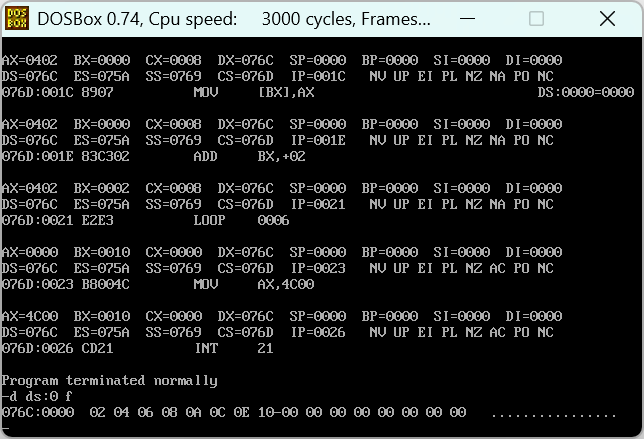 DOS BOX
DOSBox 0.74, Cpu speed: 3000 cycles, Frames...
AX=0402 BX=0000 CX=0008 DX=076C SP=0000 BP=0000 SI=0000 DI=0000
DS=076C ES=075A SS=0769 CS=076D IP=001C NV UP EI PL NZ NA PO NC
076D:001C 8907 MOV [BX],AX DS:0000=0000
AX=0402 BX=0000 CX=0008 DX=076C SP=0000 BP=0000 SI=0000 DI=0000
DS=076C ES=075A SS=0769 CS=076D IP=001E NV UP EI PL NZ NA PO NC
076D:001E 83C302 ADD BX,+02
AX=0402 BX=0002 CX=0008 DX=076C SP=0000 BP=0000 SI=0000 DI=0000
DS=076C ES=075A SS=0769 CS=076D IP=0021 NV UP EI PL NZ NA PO NC
076D:0021 E2E3 LOOP 0006
AX=0000 BX=0010 CX=0000 DX=076C SP=0000 BP=0000 SI=0000 DI=0000
DS=076C ES=075A SS=0769 CS=076D IP=0023 NV UP EI PL NZ AC PO NC
076D:0023 B8004C MOV AX,4C00
AX=4C00 BX=0010 CX=0000 DX=076C SP=0000 BP=0000 SI=0000 DI=0000
DS=076C ES=075A SS=0769 CS=076D IP=0026 NV UP EI PL NZ AC PO NC
076D:0026 CD21 INT 21
Program terminated normally
-d ds:0 f
076C:0000 02 04 06 08 0A 0C 0E 10-00 00 00 00 00 00 00 00 ................